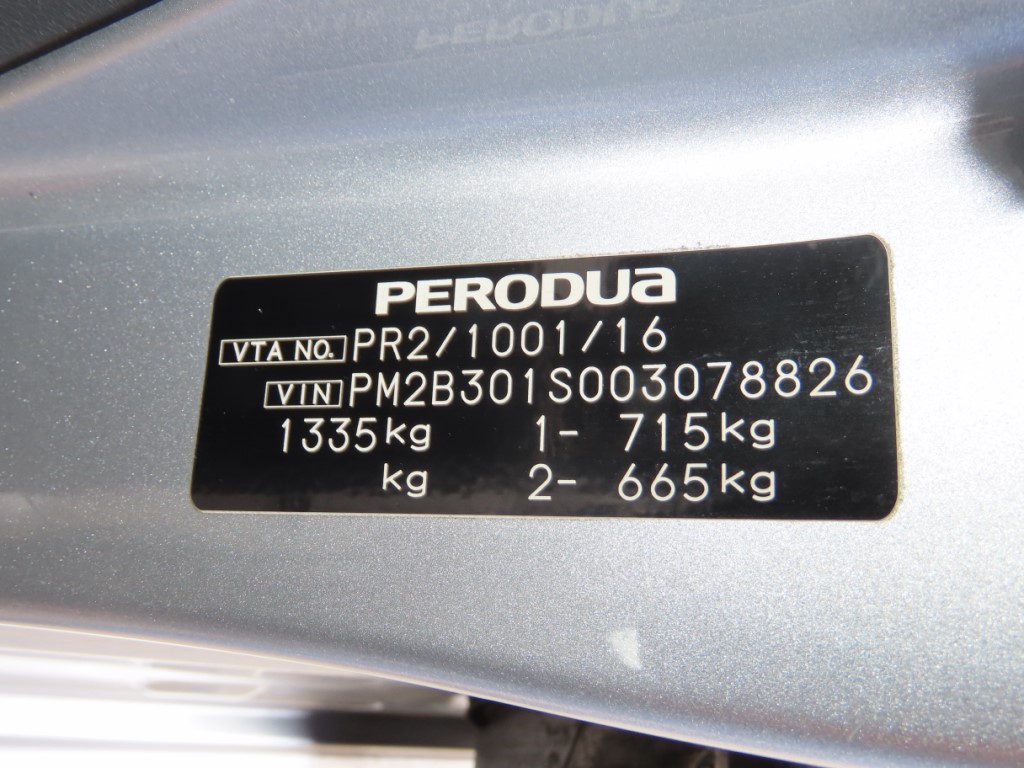 PERODUA
VTA NO. PR2/1001/16
VIN PM2B301S003078826
1335kg 1- 715kg
kg 2- 665kg